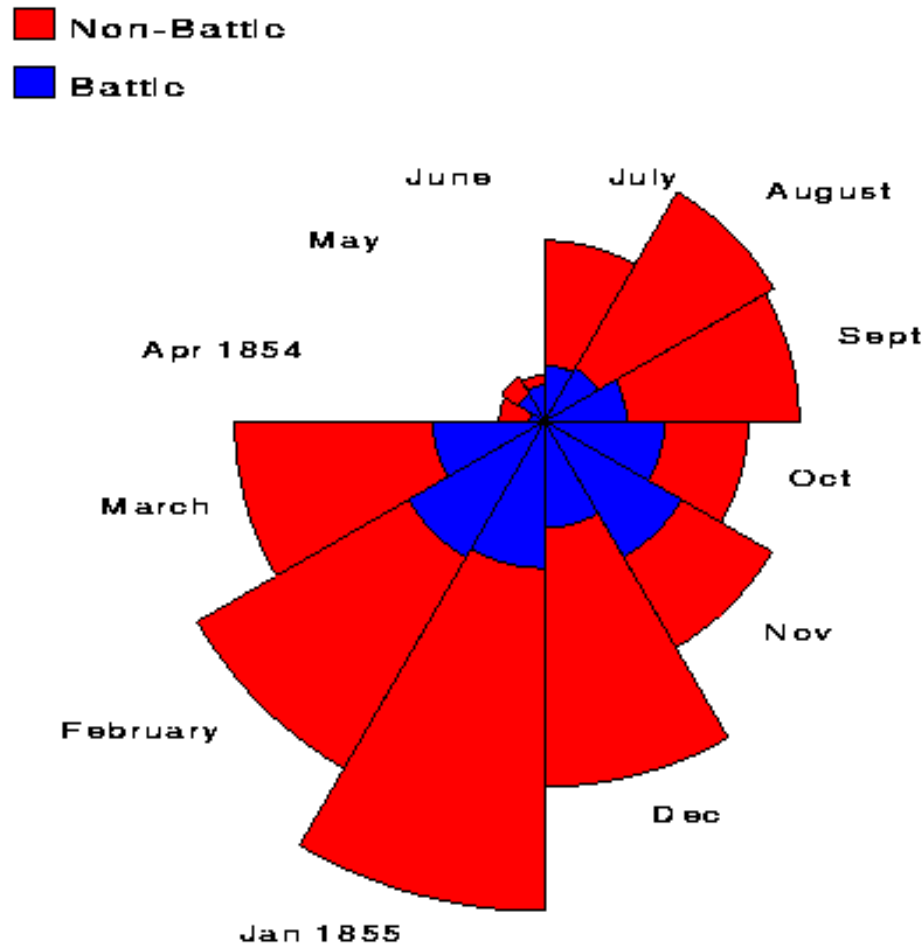 Non-Battle
Battle
June
July
August
May
Apr 1854
Sept
March
Oct
Nov
February
Dec
Jan 1855